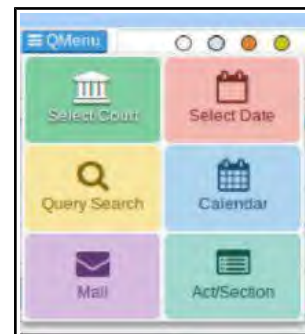 QMenu
Select Court Select Date
Query Search Calendar
Mail Act/Section